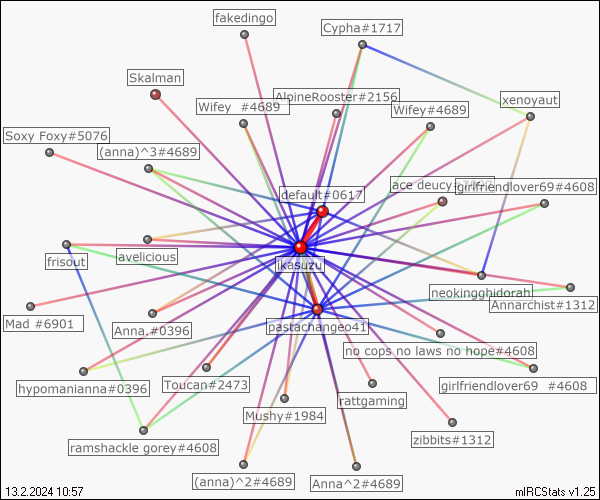 fakedingo
Cypha#1717
Skalman
AlpineRooster#2156
Wifey  #4689
Wifey#4689
xenoyaut
Soxy Foxy#5076
(anna)^3#4689
ace deucy
girlfriendlover69#4608
default#0617
avelicious
frisout
ikasuzu
neokingghidorah
Annarchist#1312
Mad #6901
Anna,#0396
pastachangeo41
no cops no laws no hope#4608
hypomanianna#0396
Toucan#2473
girlfriendlover69  #4608
rattgaming
Mushy#1984
zibbits#1312
ramshackle gorey#4608
(anna)^2#4689
Anna^2#4689
13.2.2024 10:57
mIRCStats v1.25